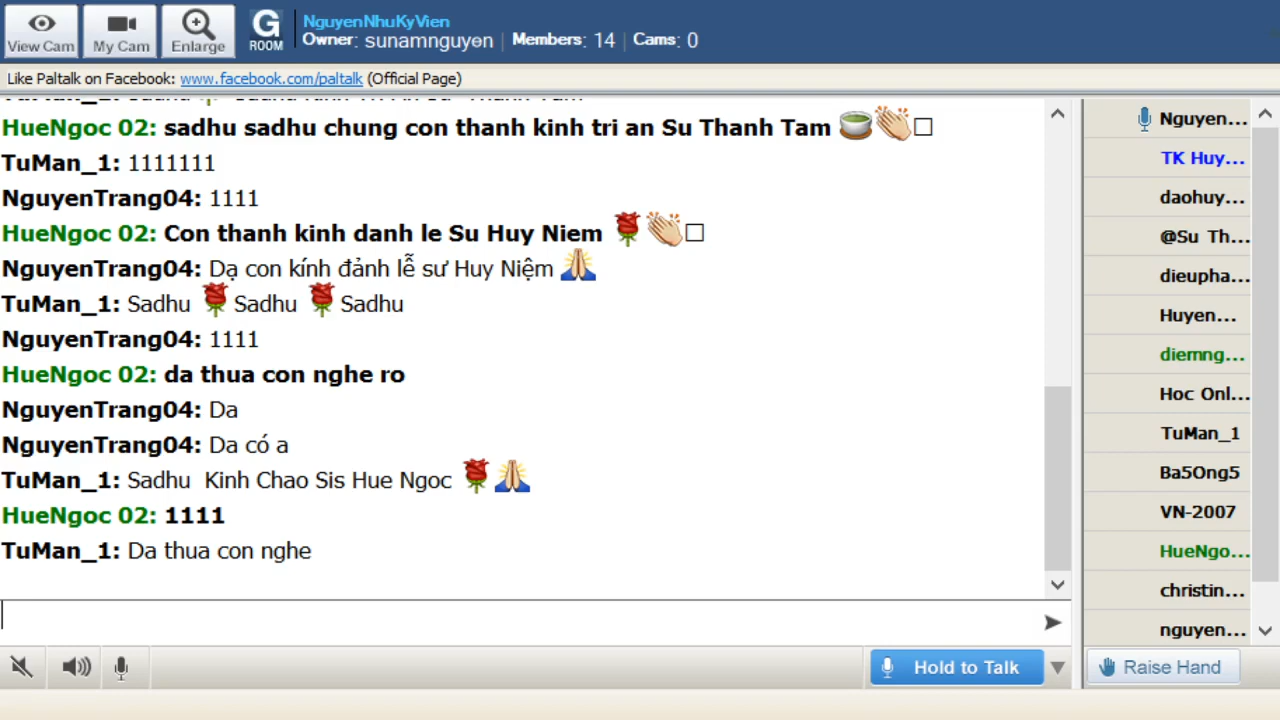 NguyenNhuKyVien
View Cam My Cam Enlarge G ROOM Owner: sunamnguyen | Members: 14 | Cams: 0
Like Paltalk on Facebook: www.facebook.com/paltalk (Official Page)
HueNgoc 02: sadhu sadhu chung con thanh kinh tri an Su Thanh Tam
TuMan_1: 1111111
NguyenTrang04: 1111
HueNgoc 02: Con thanh kinh danh le Su Huy Niem
NguyenTrang04: Dạ con kính đảnh lễ sư Huy Niệm
TuMan_1: Sadhu Sadhu Sadhu
NguyenTrang04: 1111
HueNgoc 02: da thua con nghe ro
NguyenTrang04: Da
NguyenTrang04: Da có a
TuMan_1: Sadhu Kinh Chao Sis Hue Ngoc
HueNgoc 02: 1111
TuMan_1: Da thua con nghe
Hold to Talk
Nguyen...
TK Huy...
daohuy...
@Su Th...
dieupha...
Huyen...
diemng...
Hoc Onl...
TuMan_1
Ba5Ong5
VN-2007
HueNgo...
christin...
nguyen...
Raise Hand